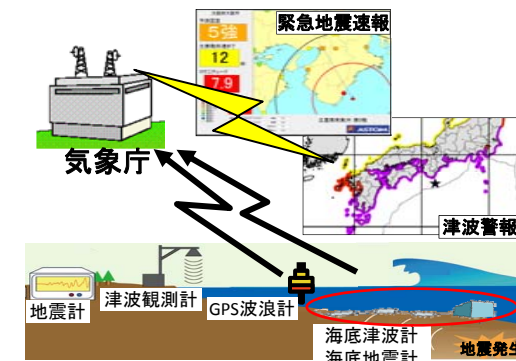 緊急地震速報
5強
12
7.9
気象庁
津波警報
地震計
津波観測計
GPS波浪計
海底津波計
海底地震計
地震発生